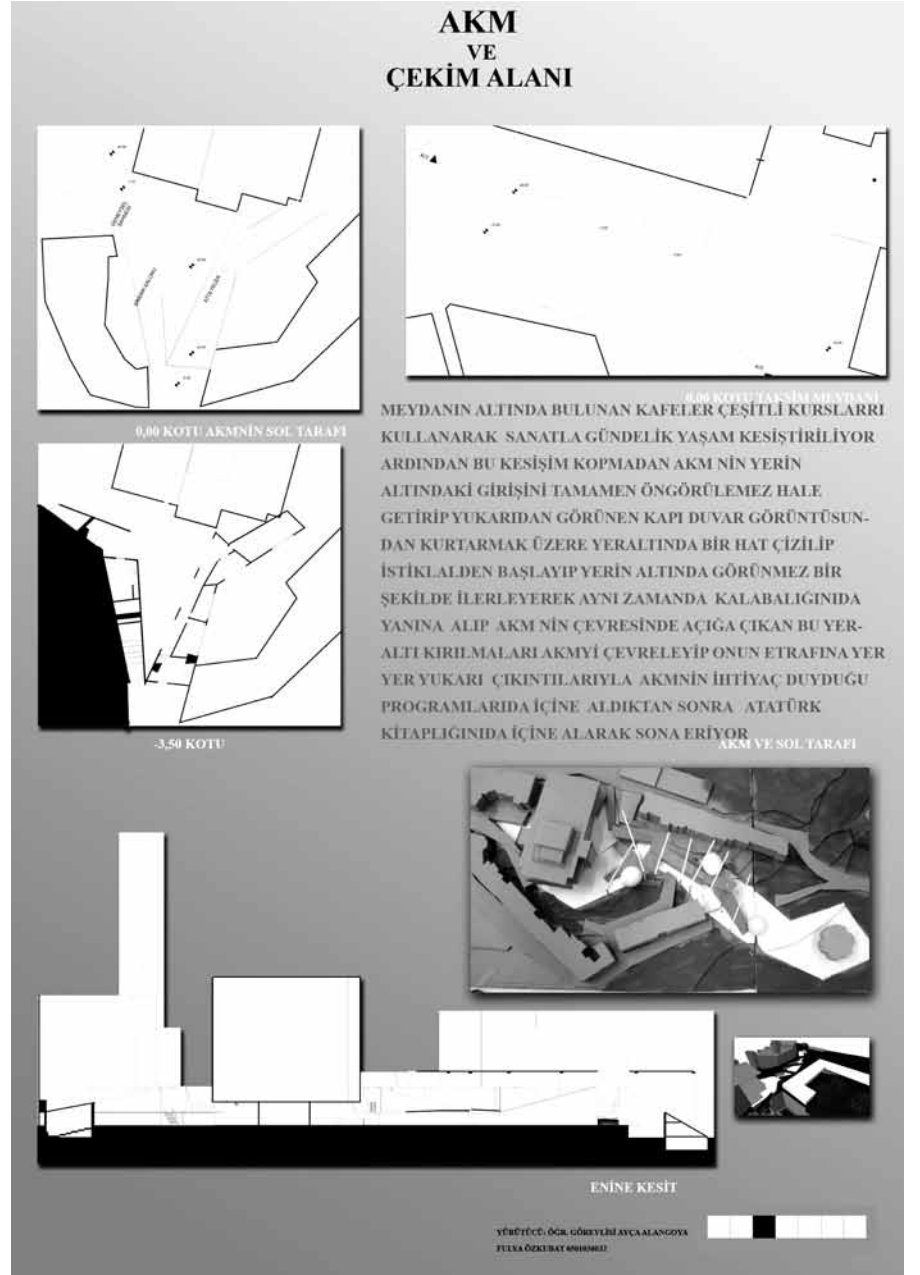 AKM
VE
ÇEKİM ALANI
DENEYSEL
SAHNELER
0,00 KOTU AKMNİN SOL TARAFI
0,00 KOTU TAKSİM MEYDANI
MEYDANIN ALTINDA BULUNAN KAFELER ÇEŞİTLİ KURSLARRI
KULLANARAK SANATLA GÜNDELİK YAŞAM KESİŞTİRİLİYOR
ARDINDAN BU KESİŞİM KOPMADAN AKM NİN YERİN
ALTINDAKİ GİRİŞİNİ TAMAMEN ÖNGÖRÜLEMEZ HALE
GETİRİP YUKARIDAN GÖRÜNEN KAPI DUVAR GÖRÜNTÜSUN-
DAN KURTARMAK ÜZERE YERALTINDA BİR HAT ÇİZİLİP
İSTİKLALDEN BAŞLAYIP YERİN ALTINDA GÖRÜNMEZ BİR
ŞEKİLDE İLERLEYEREK AYNI ZAMANDA KALABALIĞINIDA
YANINA ALIP AKM NİN ÇEVRESİNDE AÇIĞA ÇIKAN BU YER-
ALTI KIRILMALARI AKMYİ ÇEVRELEYİP ONUN ETRAFINA YER
YER YUKARI ÇIKINTILARIYLA AKMNİN İHTİYAÇ DUYDUĞU
PROGRAMLARIDA İÇİNE ALDIKTAN SONRA ATATÜRK
KİTAPLIĞINIDA İÇİNE ALARAK SONA ERİYOR
-3,50 KOTU
AKM VE SOL TARAFI
ENİNE KESİT
YÜRÜTÜCÜ: ÖĞR. GÖREVLİSİ AYÇA ALANGOYA
FULYA ÖZKUBAT 0501030032